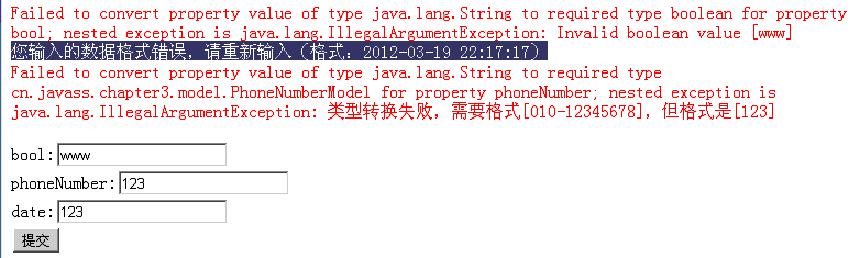 Failed to convert property value of type java.lang.String to required type boolean for property
bool; nested exception is java.lang.IllegalArgumentException: Invalid boolean value [www]
您输入的数据格式错误，请重新输入（格式：2012-03-19 22:17:17）
Failed to convert property value of type java.lang.String to required type
cn.javass.chapter3.model.PhoneNumberModel for property phoneNumber; nested exception is
java.lang.IllegalArgumentException: 类型转换失败，需要格式[010-12345678]，但格式是[123]
bool: www
phoneNumber: 123
date: 123
提交